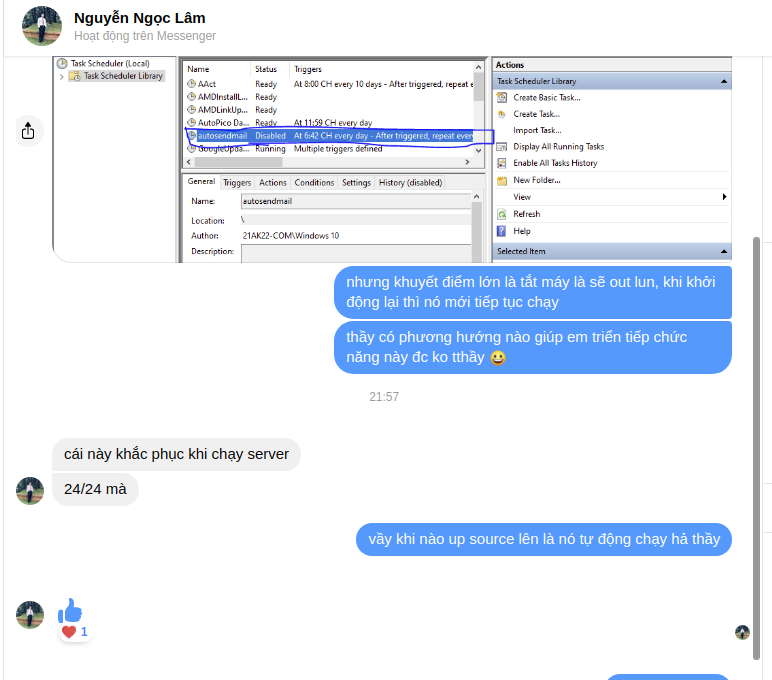 Nguyễn Ngọc Lâm
Hoạt động trên Messenger
Task Scheduler (Local)
Task Scheduler Library
Name Status Triggers
AAct Ready At 8:00 CH every 10 days - After triggered, repeat e
AMDInstallL... Ready
AMDLinkUp... Ready
AutoPico Da... Ready At 11:59 CH every day
autosendmail Disabled At 6:42 CH every day - After triggered, repeat every
GoogleUpda... Running Multiple triggers defined
General Triggers Actions Conditions Settings History (disabled)
Name: autosendmail
Location: \
Author: 21AK22-COM\Windows 10
Description:
Actions
Task Scheduler Library
Create Basic Task...
Create Task...
Import Task...
Display All Running Tasks
Enable All Tasks History
New Folder...
View
Refresh
Help
Selected Item
nhưng khuyết điểm lớn là tắt máy là sẽ out lun, khi khởi
động lại thì nó mới tiếp tục chạy
thầy có phương hướng nào giúp em triển tiếp chức
năng này đc ko tthầy 😀
21:57
cái này khắc phục khi chạy server
24/24 mà
vầy khi nào up source lên là nó tự động chạy hả thầy
1